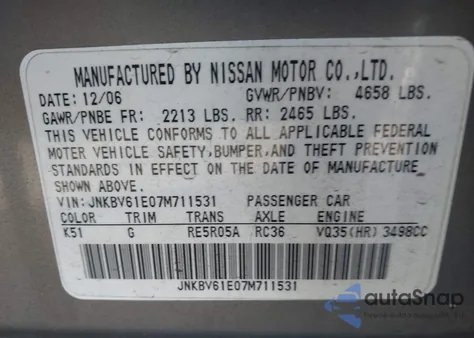 MANUFACTURED BY NISSAN MOTOR CO.,LTD.
DATE: 12/06 GVWR/PNBV: 4658 LBS.
GAWR/PNBE FR: 2213 LBS. RR: 2465 LBS.
THIS VEHICLE CONFORMS TO ALL APPLICABLE FEDERAL
MOTOR VEHICLE SAFETY, BUMPER, AND THEFT PREVENTION
STANDARDS IN EFFECT ON THE DATE OF MANUFACTURE
SHOWN ABOVE.
VIN: JNKBV61E07M711531 PASSENGER CAR
COLOR TRIM TRANS AXLE ENGINE
K51 G RE5R05A RC36 VQ35(HR) 3498CC
JNKBV61E07M711531
autoSnap